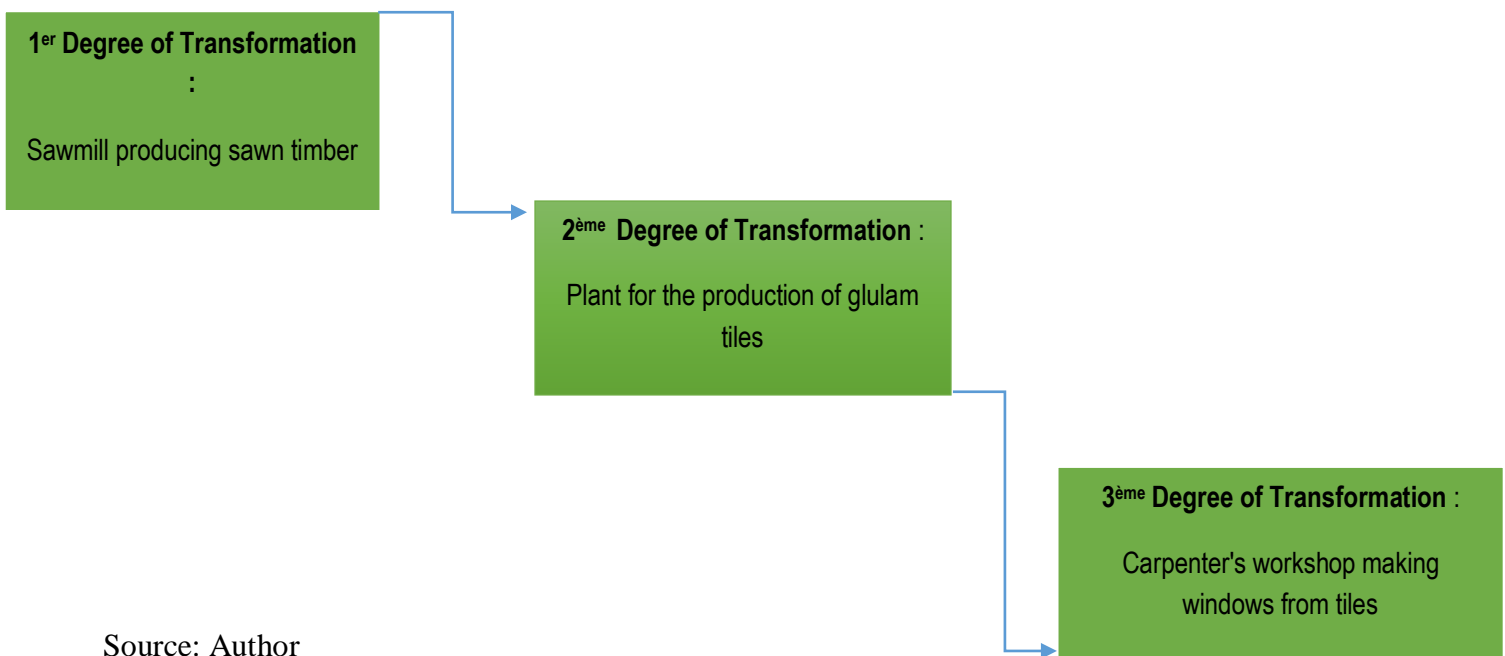 1er Degree of Transformation
:
Sawmill producing sawn timber
2ème Degree of Transformation :
Plant for the production of glulam
tiles
3ème Degree of Transformation :
Carpenter's workshop making
windows from tiles
Source: Author